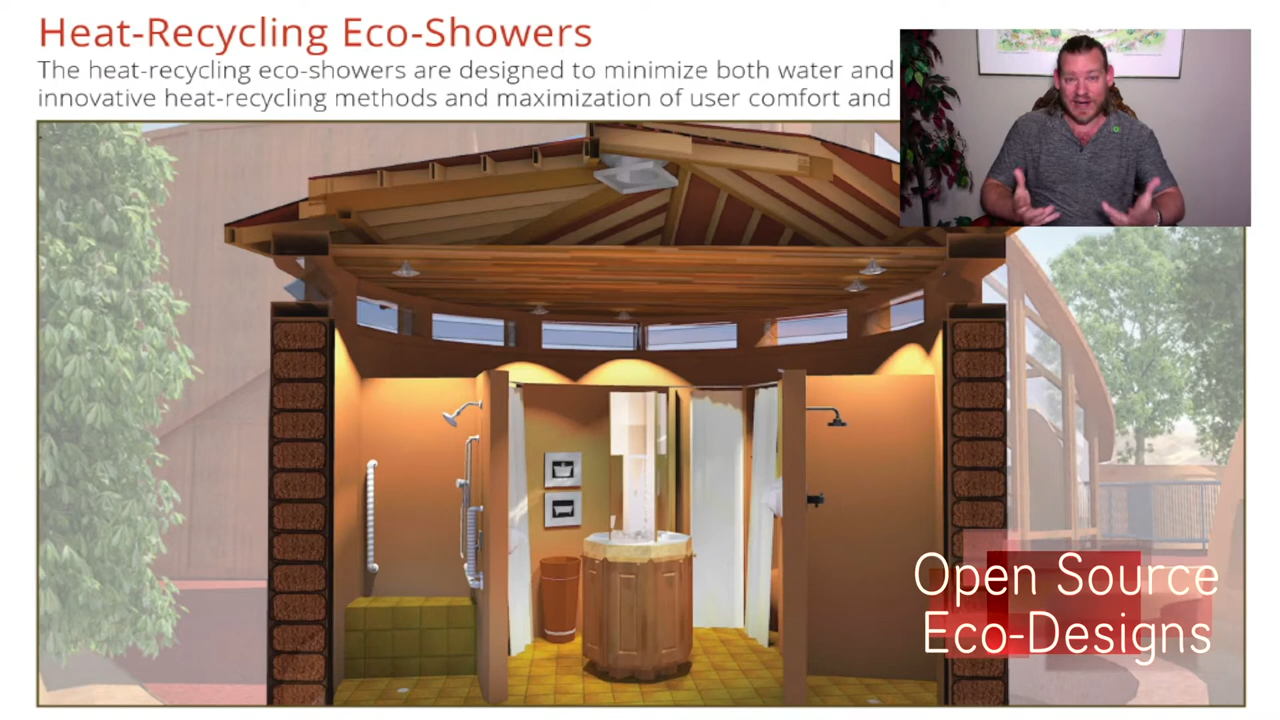 Heat-Recycling Eco-Showers
The heat-recycling eco-showers are designed to minimize both water and
innovative heat-recycling methods and maximization of user comfort and
Open Source
Eco-Designs